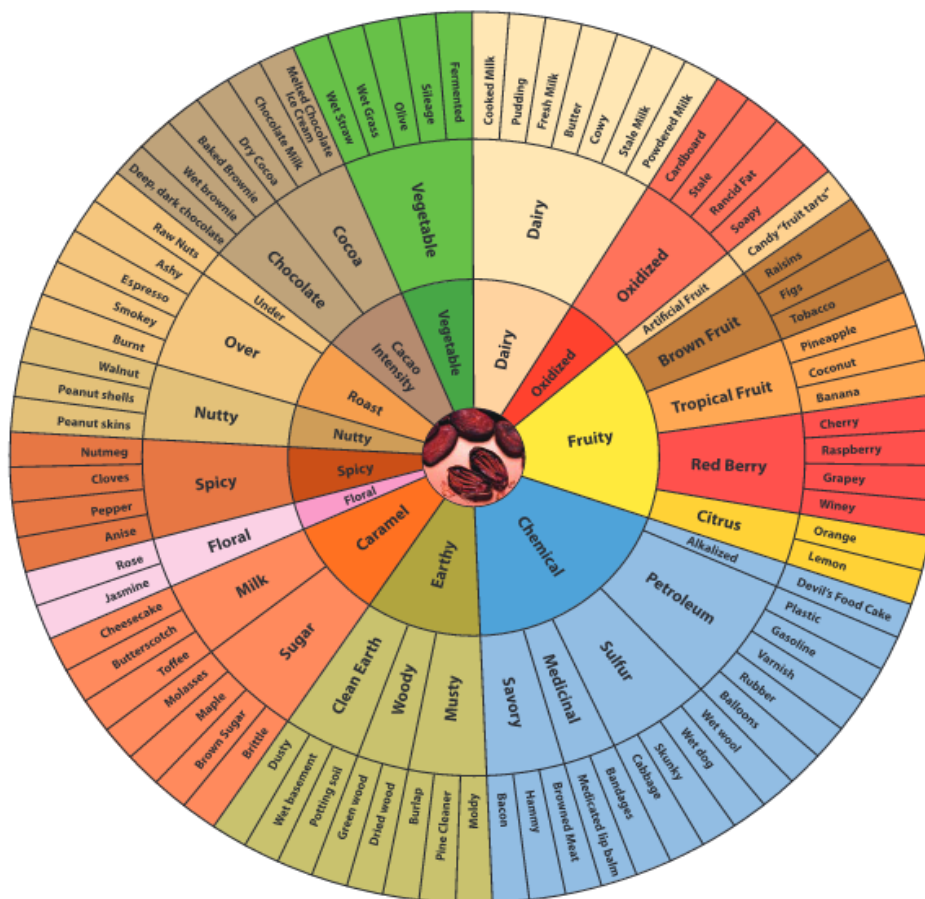 Dairy
Oxidized
Fruity
Chemical
Earthy
Caramel
Floral
Spicy
Nutty
Roast
Cacao
Intensity
Vegetable
Dairy
Oxidized
Artificial Fruit
Brown Fruit
Tropical Fruit
Red Berry
Citrus
Alkalized
Petroleum
Sulfur
Medicinal
Savory
Musty
Woody
Clean Earth
Sugar
Milk
Floral
Spicy
Nutty
Over
Under
Chocolate
Cocoa
Vegetable
Cooked Milk
Pudding
Fresh Milk
Butter
Cowy
Stale Milk
Powdered Milk
Cardboard
Stale
Rancid Fat
Soapy
Candy "fruit tarts"
Raisins
Figs
Tobacco
Pineapple
Coconut
Banana
Cherry
Raspberry
Grapey
Winey
Orange
Lemon
Devil's Food Cake
Plastic
Gasoline
Varnish
Rubber
Balloons
Wet wool
Wet dog
Skunky
Cabbage
Bandages
Medicated lip balm
Browned Meat
Hammy
Bacon
Moldy
Pine Cleaner
Burlap
Dried wood
Green wood
Potting soil
Wet basement
Dusty
Brittle
Brown Sugar
Maple
Molasses
Toffee
Butterscotch
Cheesecake
Jasmine
Rose
Anise
Pepper
Cloves
Nutmeg
Peanut skins
Peanut shells
Walnut
Burnt
Smokey
Espresso
Ashy
Raw Nuts
Deep, dark chocolate
Wet brownie
Baked Brownie
Dry Cocoa
Chocolate Milk
Melted Chocolate
Ice Cream
Wet Straw
Wet Grass
Olive
Sileage
Fermented